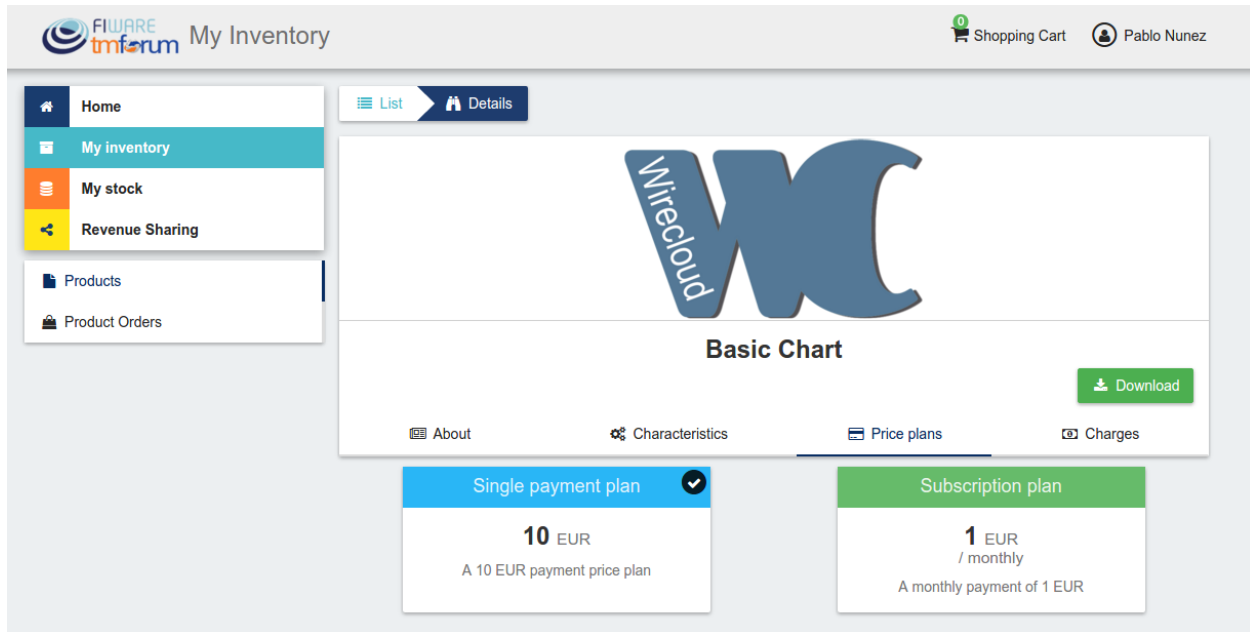 FIWARE
tmforum
My Inventory
0
Shopping Cart
Pablo Nunez
Home
My inventory
My stock
Revenue Sharing
Products
Product Orders
List
Details
Wirecloud
WC
Basic Chart
Download
About
Characteristics
Price plans
Charges
Single payment plan
10 EUR
A 10 EUR payment price plan
Subscription plan
1 EUR
/ monthly
A monthly payment of 1 EUR